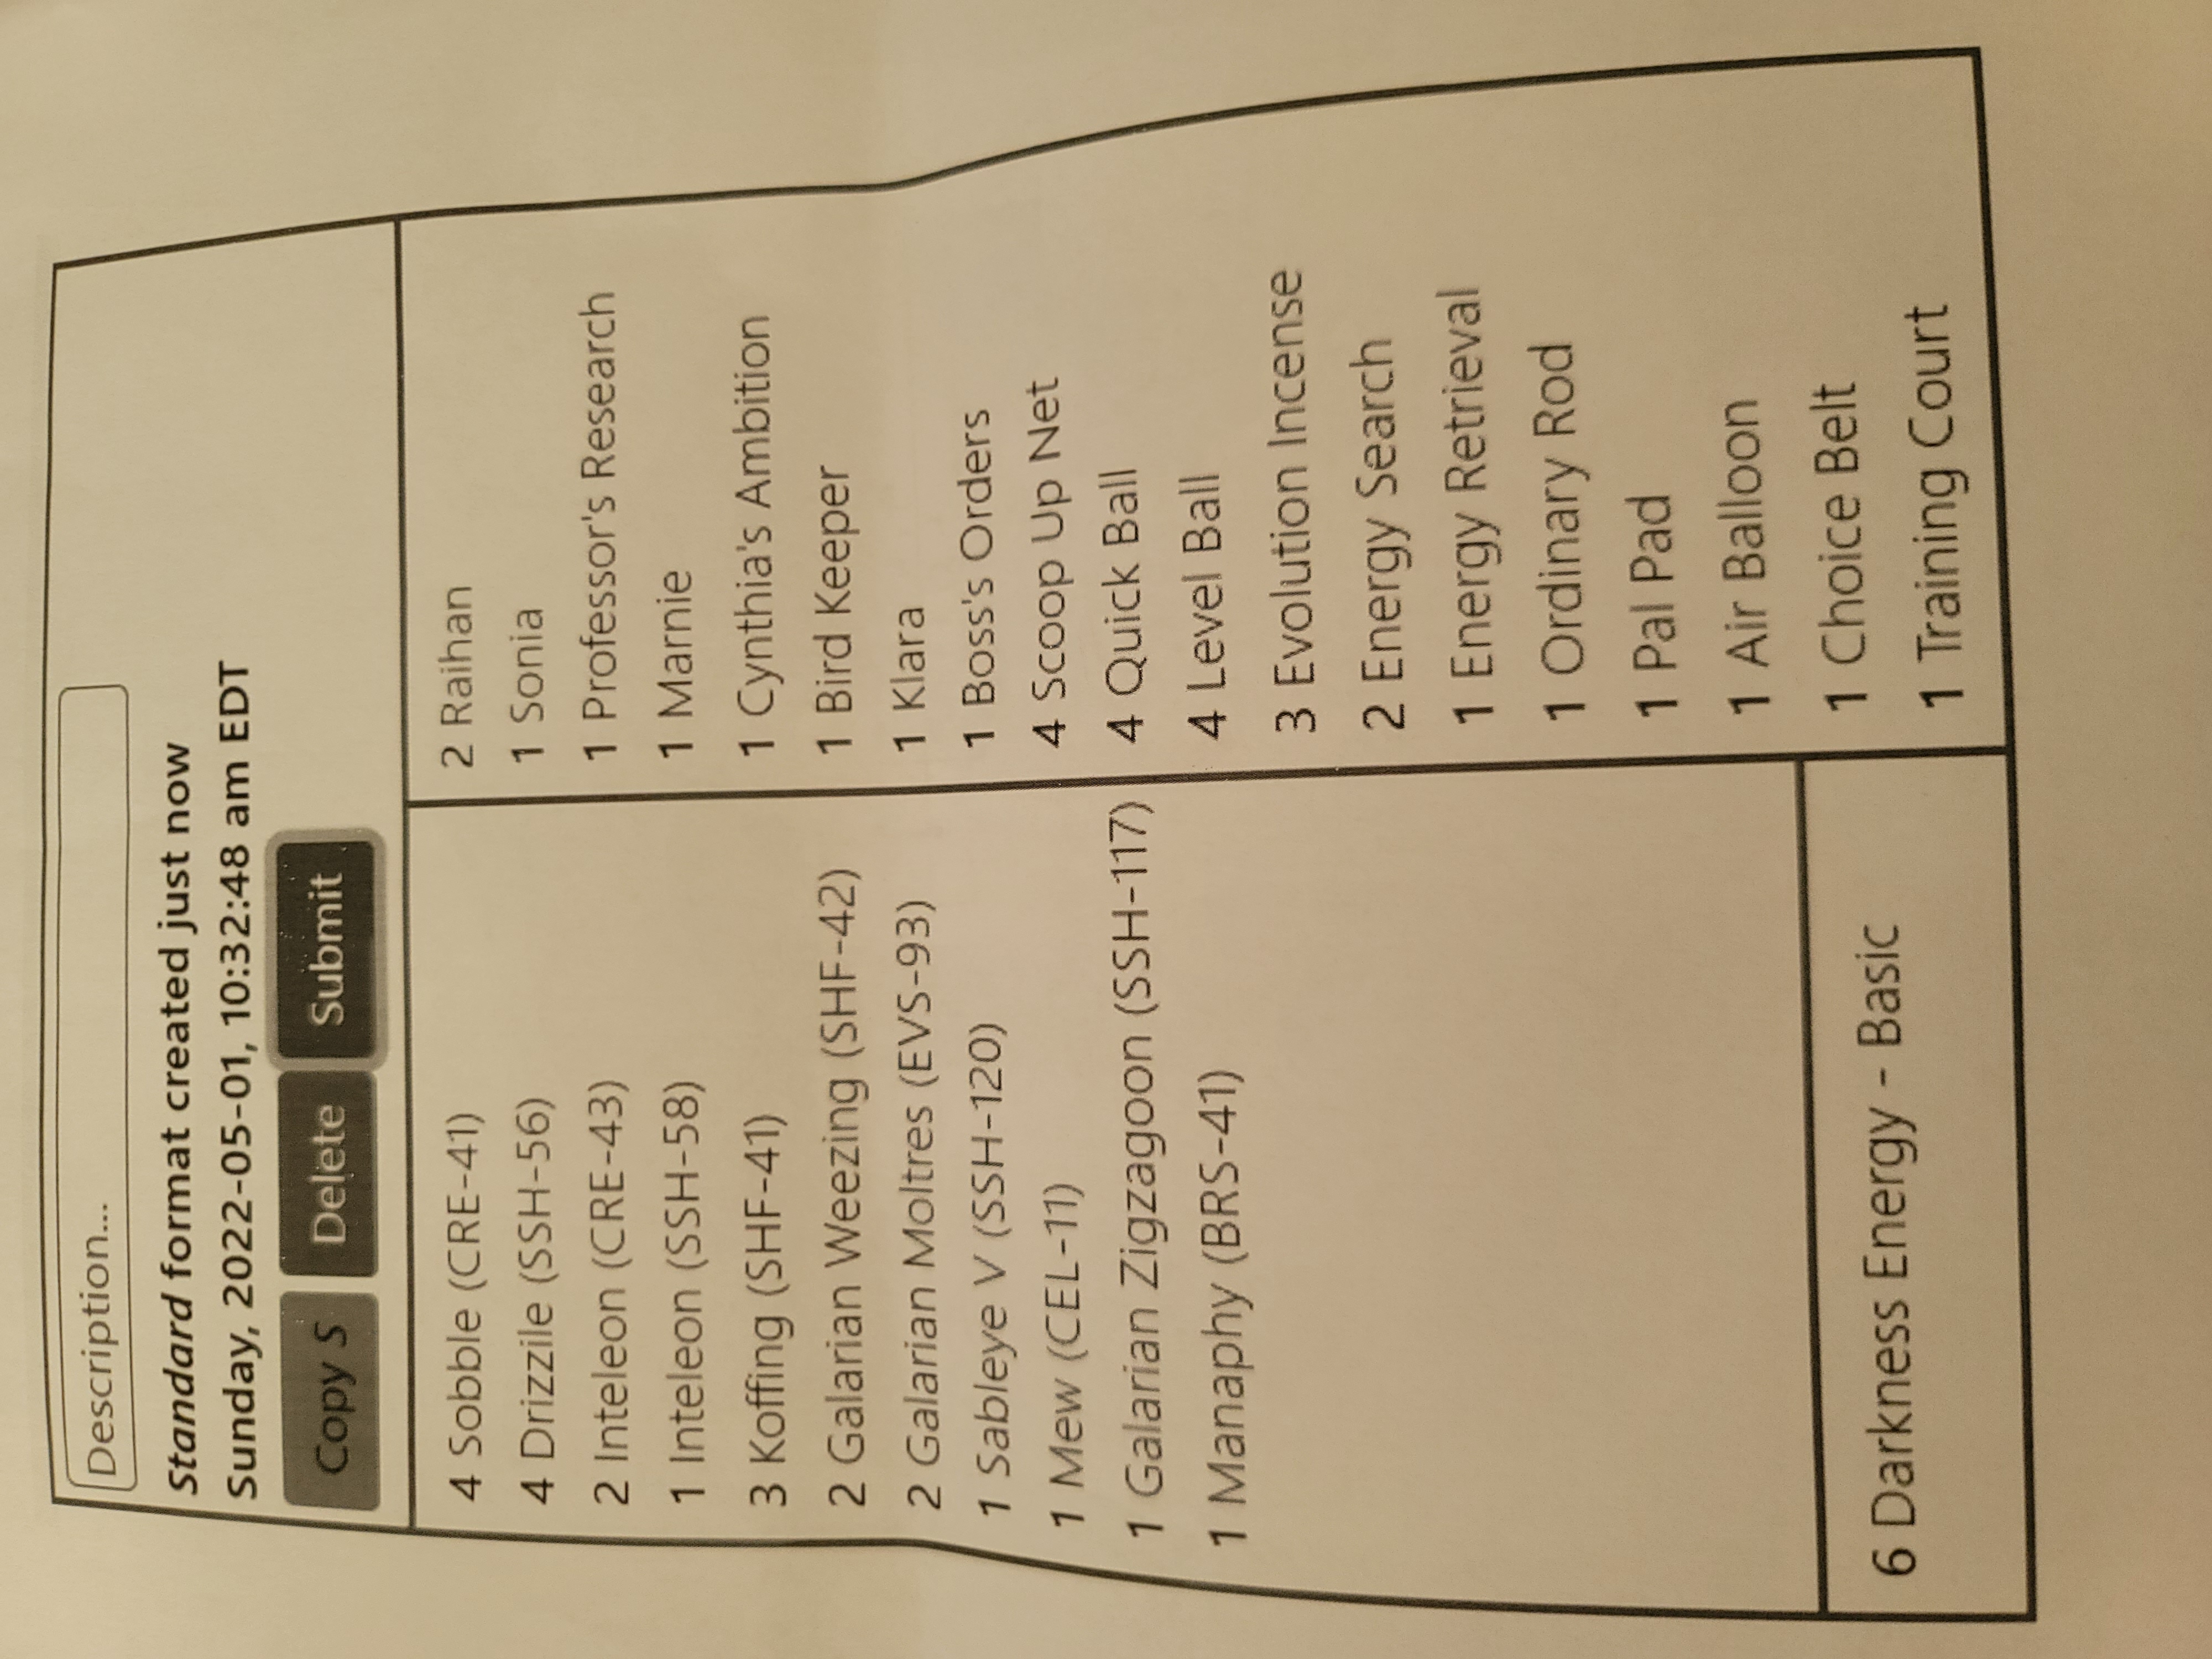 Description...
Standard format created just now
Sunday, 2022-05-01, 10:32:48 am EDT
Copy S
Delete
Submit
4 Sobble (CRE-41)
4 Drizzile (SSH-56)
2 Inteleon (CRE-43)
1 Inteleon (SSH-58)
3 Koffing (SHF-41)
2 Galarian Weezing (SHF-42)
2 Galarian Moltres (EVS-93)
1 Sableye V (SSH-120)
1 Mew (CEL-11)
1 Galarian Zigzagoon (SSH-117)
1 Manaphy (BRS-41)
6 Darkness Energy - Basic
2 Raihan
1 Sonia
1 Professor's Research
1 Marnie
1 Cynthia's Ambition
1 Bird Keeper
1 Klara
1 Boss's Orders
4 Scoop Up Net
4 Quick Ball
4 Level Ball
3 Evolution Incense
2 Energy Search
1 Energy Retrieval
1 Ordinary Rod
1 Pal Pad
1 Air Balloon
1 Choice Belt
1 Training Court